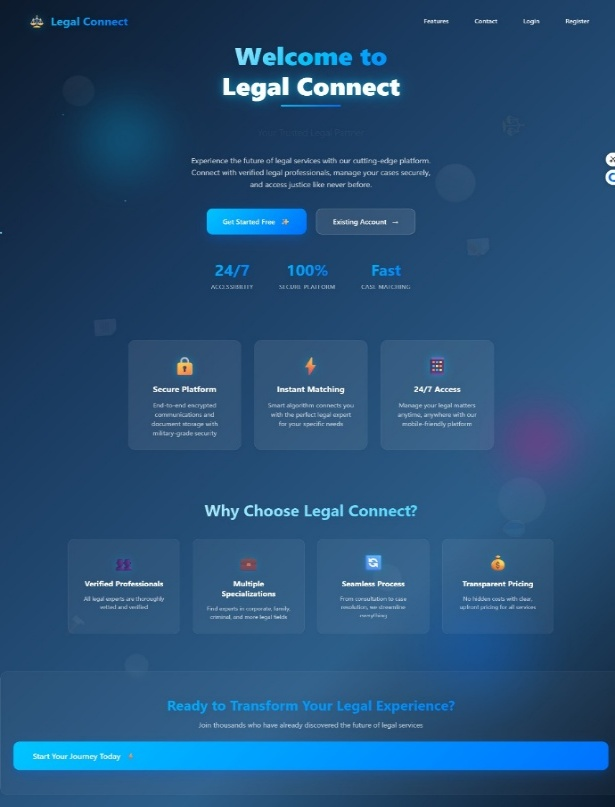 Legal Connect
Features
Contact
Login
Register
Welcome to
Legal Connect
Your Trusted Legal Partner
Experience the future of legal services with our cutting-edge platform.
Connect with verified legal professionals, manage your cases securely,
and access justice like never before.
Get Started Free
Existing Account →
24/7
ACCESSIBILITY
100%
SECURE PLATFORM
Fast
CASE MATCHING
Secure Platform
End-to-end encrypted
communications and
document storage with
military-grade security
Instant Matching
Smart algorithm connects you
with the perfect legal expert
for your specific needs
24/7 Access
Manage your legal matters
anytime, anywhere with our
mobile-friendly platform
Why Choose Legal Connect?
Verified Professionals
All legal experts are thoroughly
vetted and verified
Multiple
Specializations
Find experts in corporate, family,
criminal, and more legal fields
Seamless Process
From consultation to case
resolution, we streamline
everything
Transparent Pricing
No hidden costs with clear,
upfront pricing for all services
Ready to Transform Your Legal Experience?
Join thousands who have already discovered the future of legal services
Start Your Journey Today